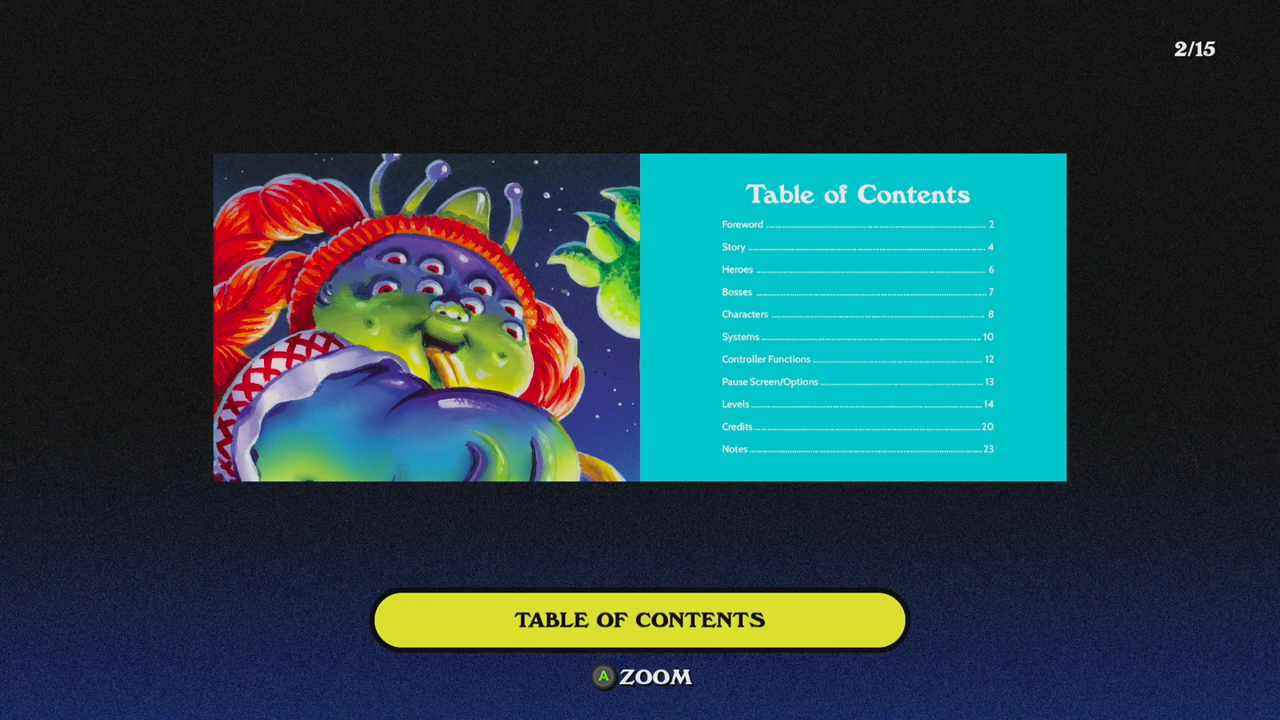 2/15
Table of Contents
Foreword 2
Story 4
Heroes 6
Bosses 7
Characters 8
Systems 10
Controller Functions 12
Pause Screen/Options 13
Levels 14
Credits 20
Notes 23
TABLE OF CONTENTS
A ZOOM